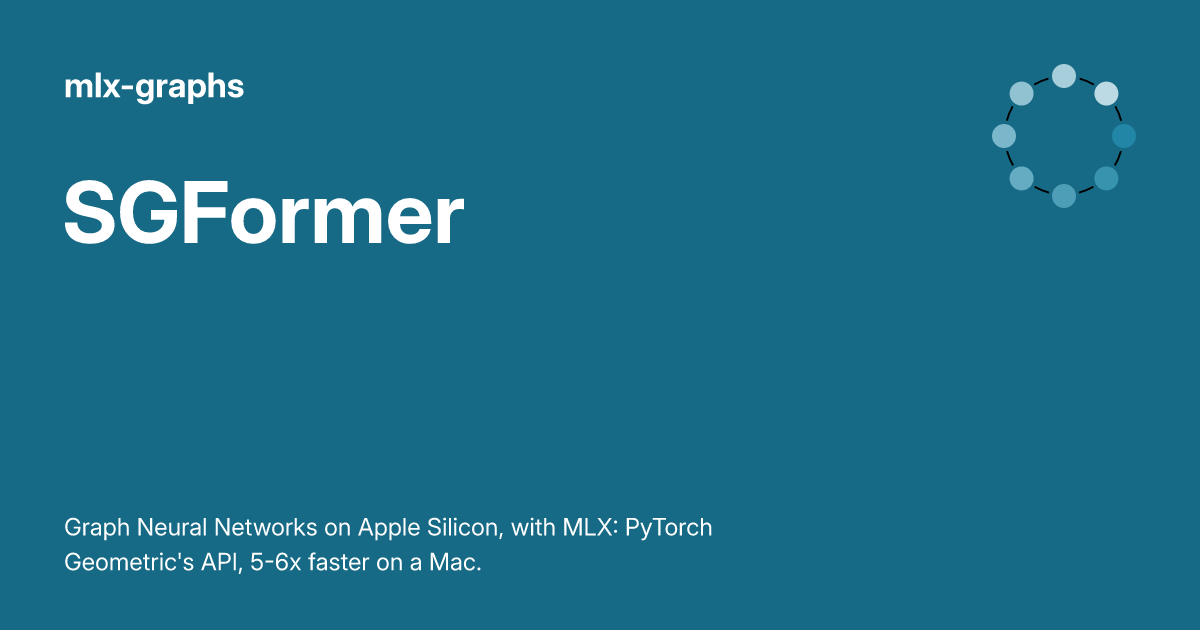 mlx-graphs
SGFormer
Graph Neural Networks on Apple Silicon, with MLX: PyTorch
Geometric's API, 5-6x faster on a Mac.